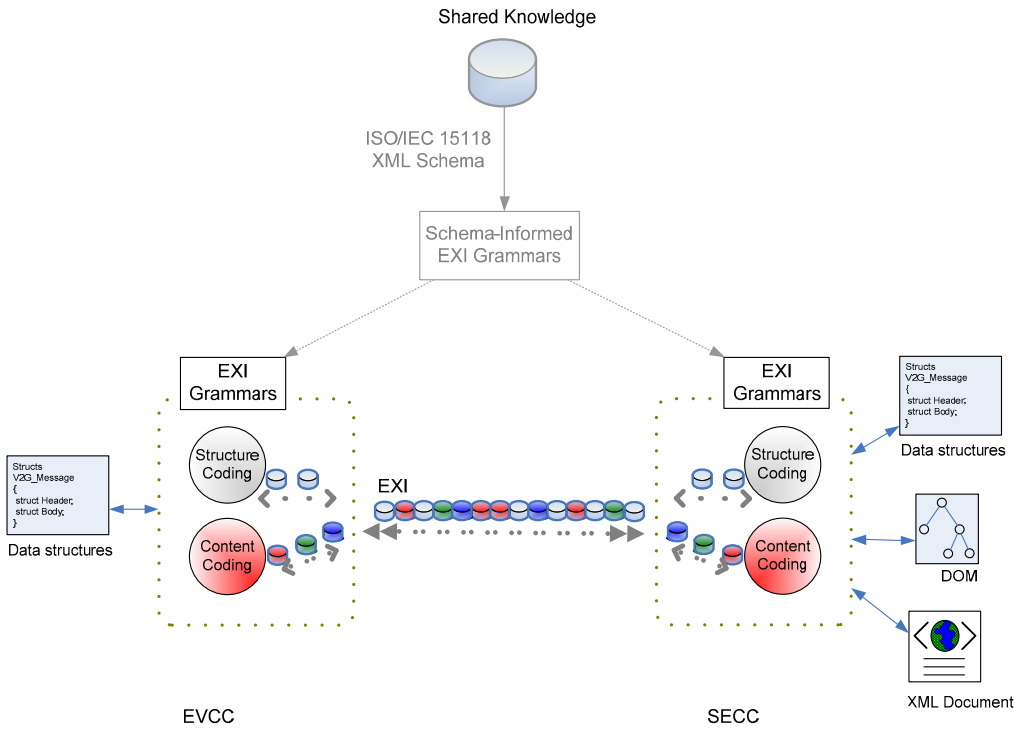 Shared Knowledge
ISO/IEC 15118
XML Schema
Schema-Informed
EXI Grammars
EXI
Grammars
EXI
Grammars
Structs
V2G_Message
{
struct Header;
struct Body;
}
Data structures
Structure
Coding
Content
Coding
EXI
Structure
Coding
Content
Coding
Structs
V2G_Message
{
struct Header;
struct Body;
}
Data structures
DOM
XML Document
EVCC
SECC